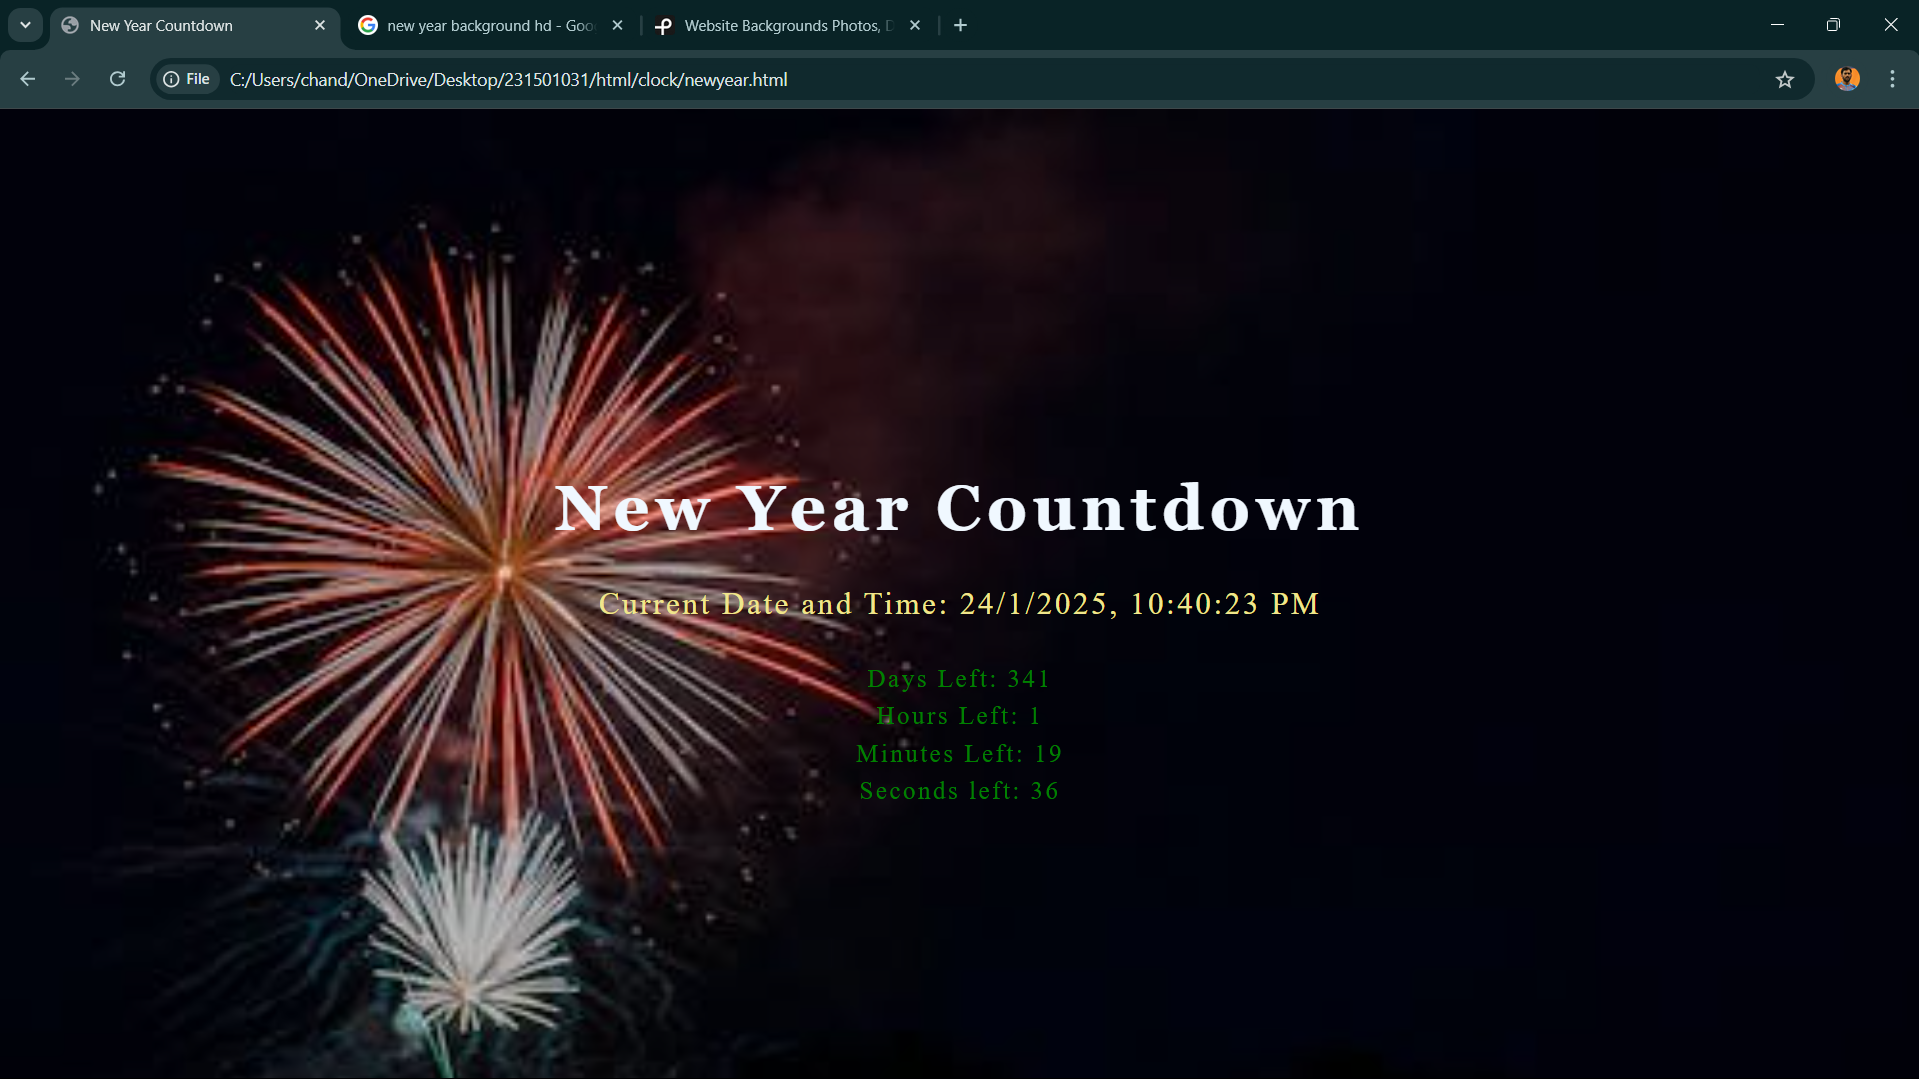 New Year Countdown
new year background hd - Goo
Website Backgrounds Photos, D
File
C:/Users/chand/OneDrive/Desktop/231501031/html/clock/newyear.html
New Year Countdown
Current Date and Time: 24/1/2025, 10:40:23 PM
Days Left: 341
Hours Left: 1
Minutes Left: 19
Seconds left: 36